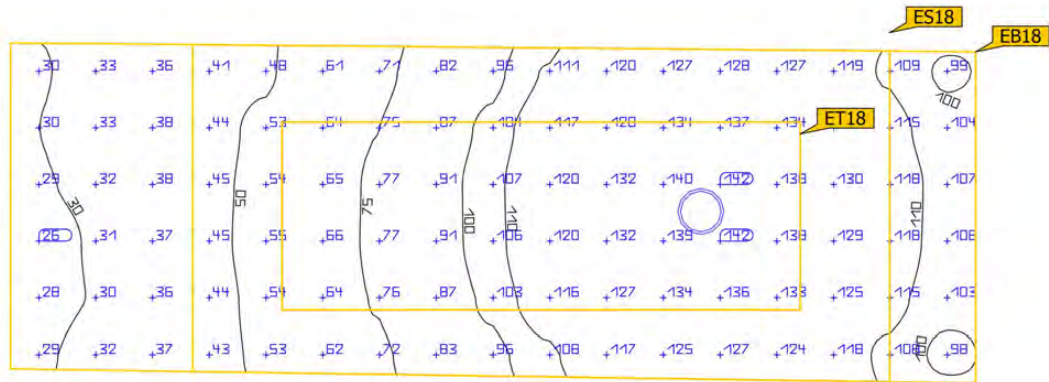 ES18
EB18
30 33 36 41 48 61 71 82 96 111 120 127 128 127 119 109 99
100
30 33 38 44 53 64 75 87 104 117 128 134 137 134 115 104
ET18
29 32 38 45 54 65 77 91 107 120 132 140 142 138 130 118 107
30 50 75 100 110 110
26 31 37 45 55 66 77 91 106 120 132 139 142 138 129 118 106
28 30 36 44 54 64 76 87 103 116 127 134 136 133 125 115 103
29 32 37 43 53 62 72 83 96 108 117 125 127 124 118 108 98
100